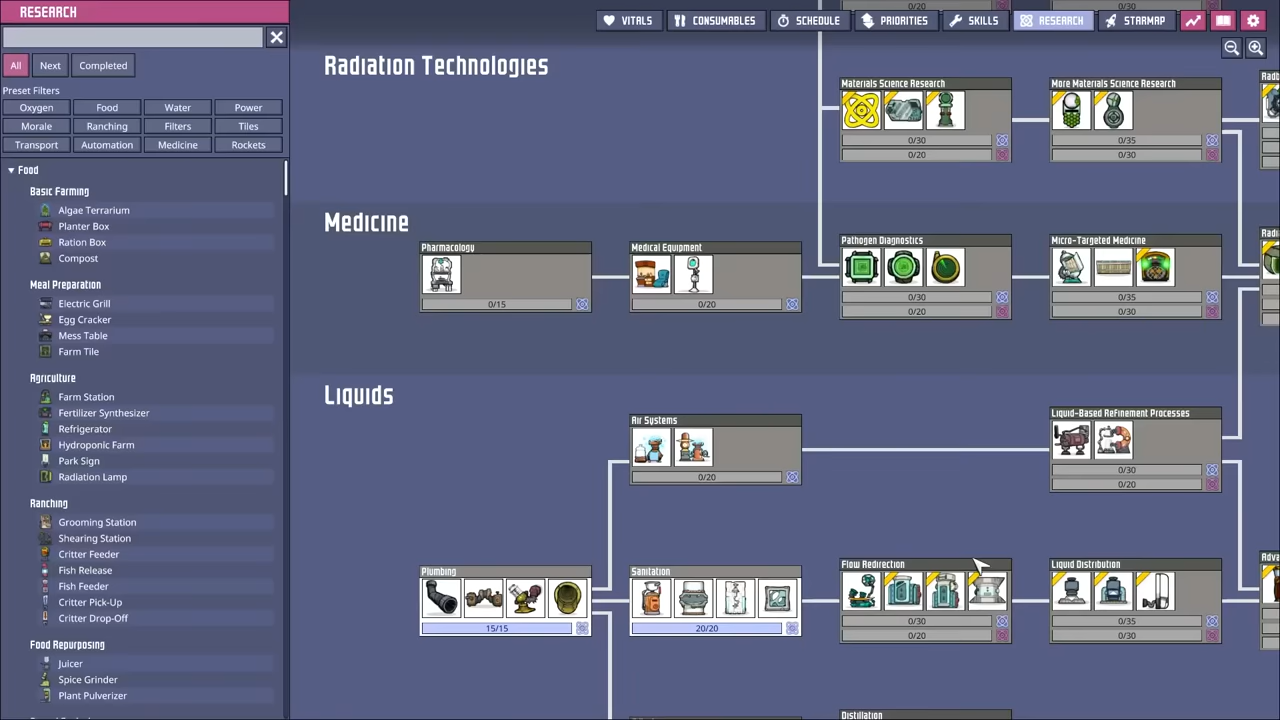 RESEARCH
VITALS
CONSUMABLES
SCHEDULE
PRIORITIES
SKILLS
RESEARCH
STARMAP
All
Next
Completed
Preset Filters
Oxygen
Food
Water
Power
Morale
Ranching
Filters
Tiles
Transport
Automation
Medicine
Rockets
Food
Basic Farming
Algae Terrarium
Planter Box
Ration Box
Compost
Meal Preparation
Electric Grill
Egg Cracker
Mess Table
Farm Tile
Agriculture
Farm Station
Fertilizer Synthesizer
Refrigerator
Hydroponic Farm
Park Sign
Radiation Lamp
Ranching
Grooming Station
Shearing Station
Critter Feeder
Fish Release
Fish Feeder
Critter Pick-Up
Critter Drop-Off
Food Repurposing
Juicer
Spice Grinder
Plant Pulverizer
Radiation Technologies
Materials Science Research
0/30
0/20
More Materials Science Research
0/35
0/30
Medicine
Pharmacology
0/15
Medical Equipment
0/20
Pathogen Diagnostics
0/30
0/20
Micro-Targeted Medicine
0/35
0/30
Liquids
Air Systems
0/20
Liquid-Based Refinement Processes
0/30
0/20
Plumbing
15/15
Sanitation
20/20
Flow Redirection
0/30
0/20
Liquid Distribution
0/35
0/30
Distillation